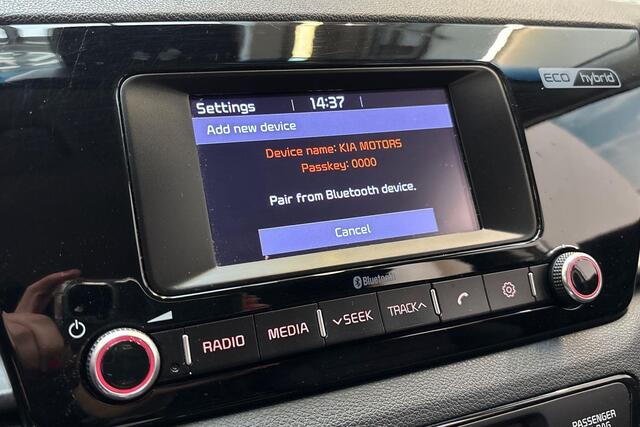 Settings 14:37
ECO hybrid
Add new device
Device name: KIA MOTORS
Passkey: 0000
Pair from Bluetooth device.
Cancel
Bluetooth
RADIO MEDIA SEEK TRACK
PASSENGER
BAG